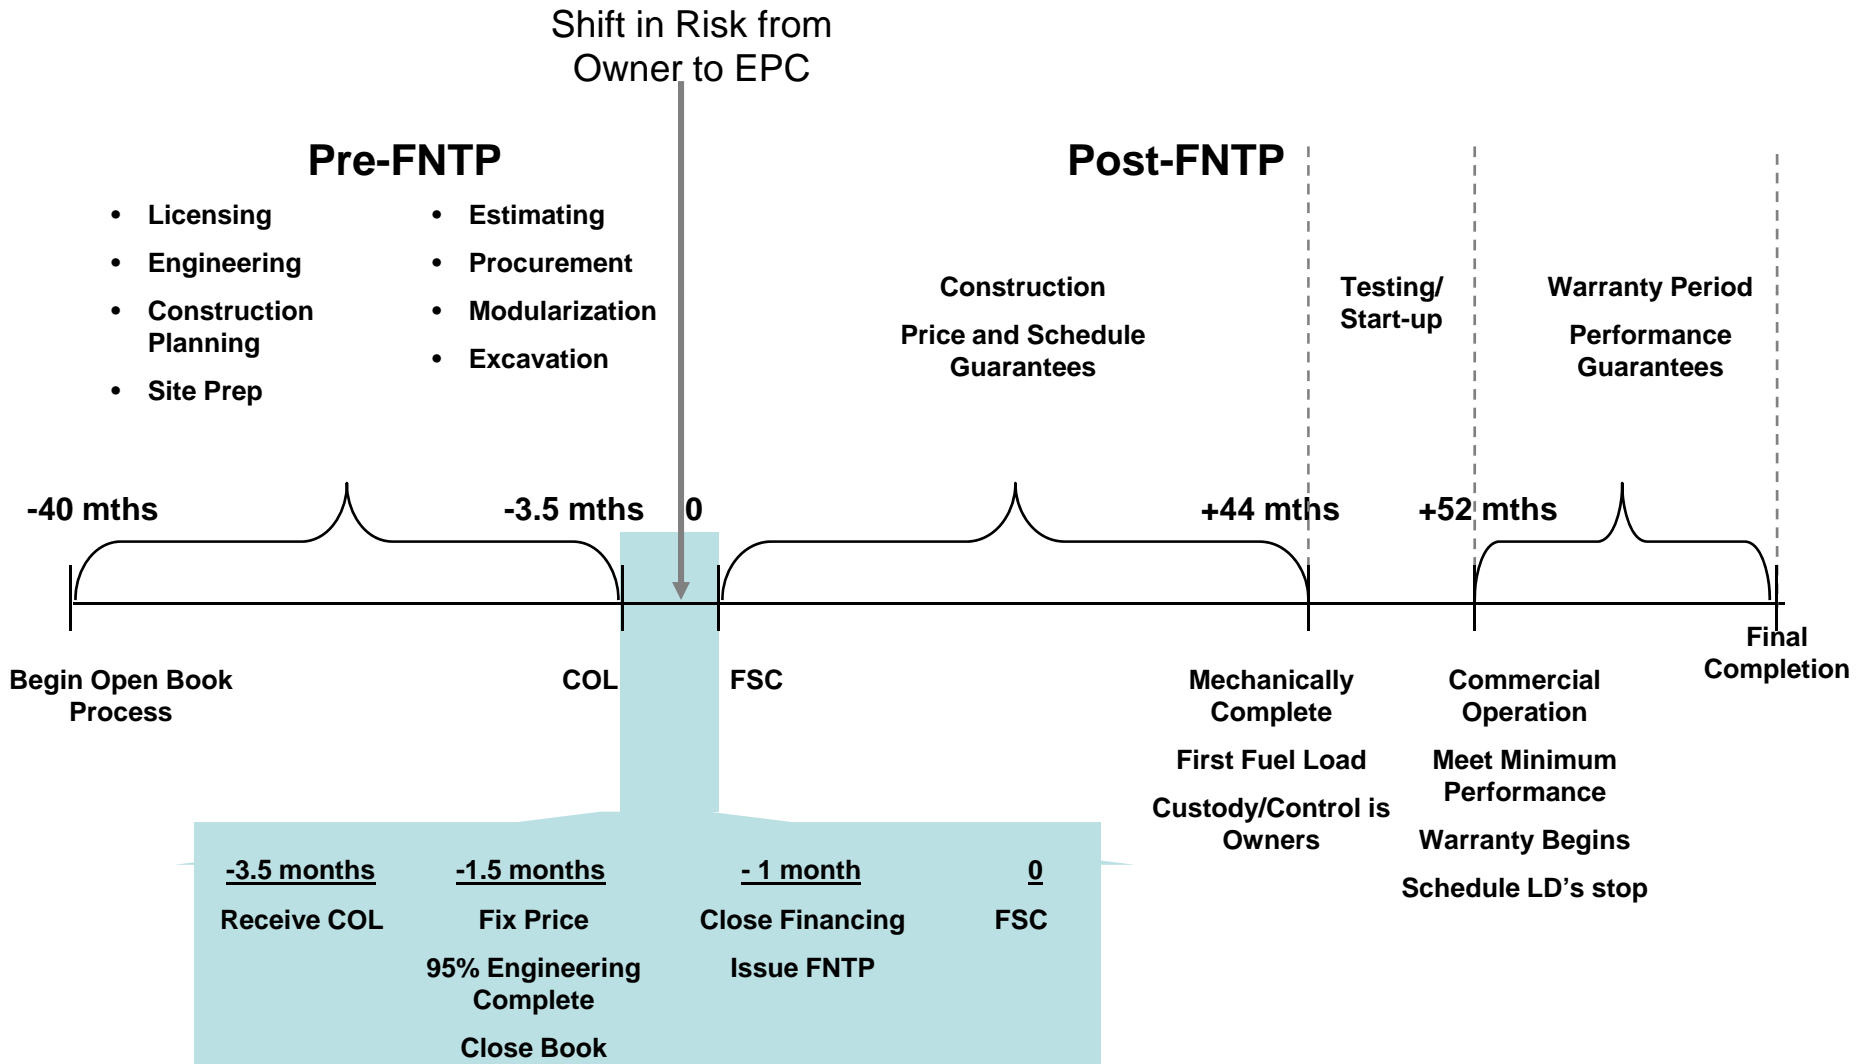 Shift in Risk from
Owner to EPC
Pre-FNTP
• Licensing
• Engineering
• Construction
Planning
• Site Prep
• Estimating
• Procurement
• Modularization
• Excavation
Post-FNTP
Construction
Price and Schedule
Guarantees
Testing/
Start-up
Warranty Period
Performance
Guarantees
-40 mths
-3.5 mths
0
+44 mths
+52 mths
Begin Open Book
Process
COL
FSC
Mechanically
Complete
First Fuel Load
Custody/Control is
Owners
Commercial
Operation
Meet Minimum
Performance
Warranty Begins
Schedule LD’s stop
Final
Completion
-3.5 months
Receive COL
-1.5 months
Fix Price
95% Engineering
Complete
Close Book
- 1 month
Close Financing
Issue FNTP
0
FSC